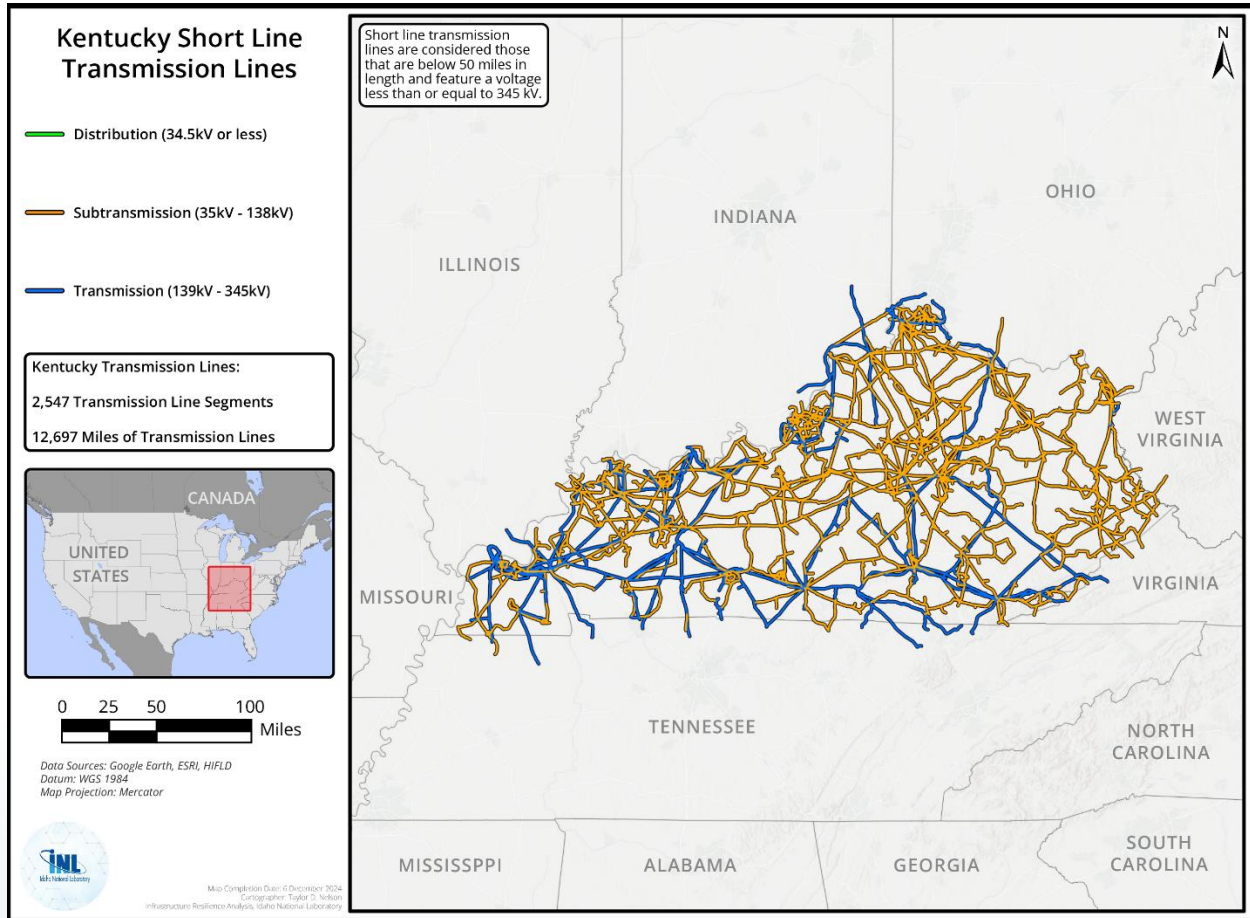 Kentucky Short Line
Transmission Lines
Distribution (34.5kV or less)
Subtransmission (35kV - 138kV)
Transmission (139kV - 345kV)
Kentucky Transmission Lines:
2,547 Transmission Line Segments
12,697 Miles of Transmission Lines
CANADA
UNITED
STATES
0 25 50 100
Miles
Data Sources: Google Earth, ESRI, HIFLD
Datum: WGS 1984
Map Projection: Mercator
INL
Idaho National Laboratory
Map Completion Date: 6 December 2024
Cartographer: Taylor D. Nelson
Infrastructure Resilience Analysis, Idaho National Laboratory
Short line transmission
lines are considered those
that are below 50 miles in
length and feature a voltage
less than or equal to 345 kV.
N
OHIO
INDIANA
ILLINOIS
WEST
VIRGINIA
VIRGINIA
MISSOURI
TENNESSEE
NORTH
CAROLINA
SOUTH
CAROLINA
MISSISSPPI
ALABAMA
GEORGIA